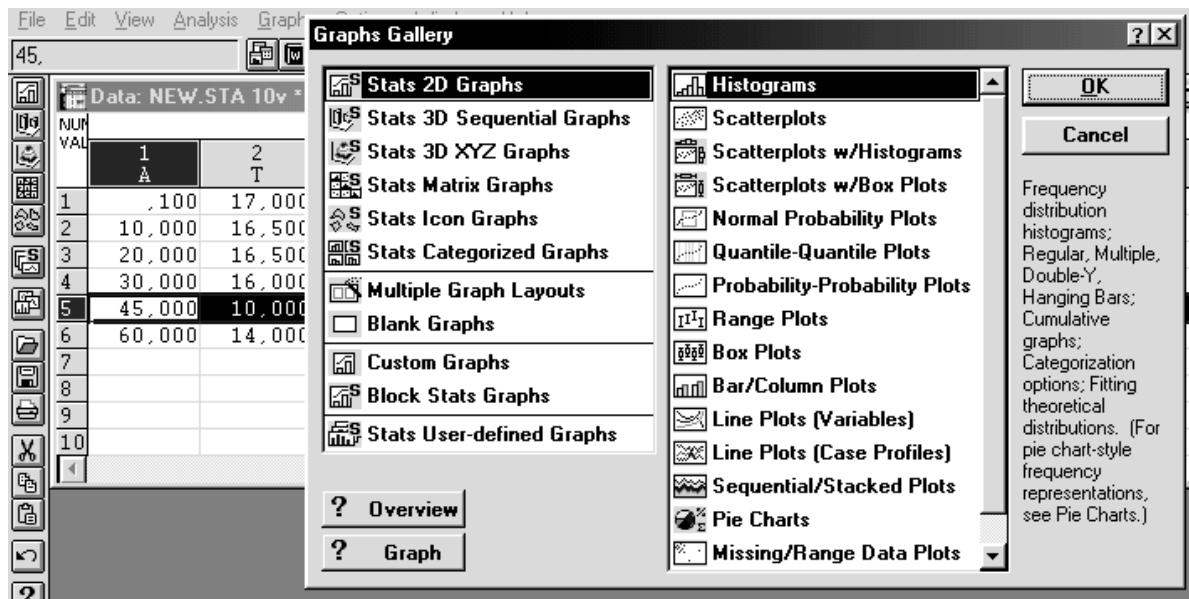 File Edit View Analysis Graph
45,
Data: NEW.STA 10v *
NUM
VAL
1 2
A T
1 ,100 17,000
2 10,000 16,500
3 20,000 16,500
4 30,000 16,000
5 45,000 10,000
6 60,000 14,000
7
8
9
10
Graphs Gallery
Stats 2D Graphs
Stats 3D Sequential Graphs
Stats 3D XYZ Graphs
Stats Matrix Graphs
Stats Icon Graphs
Stats Categorized Graphs
Multiple Graph Layouts
Blank Graphs
Custom Graphs
Block Stats Graphs
Stats User-defined Graphs
? Overview
? Graph
Histograms
Scatterplots
Scatterplots w/Histograms
Scatterplots w/Box Plots
Normal Probability Plots
Quantile-Quantile Plots
Probability-Probability Plots
Range Plots
Box Plots
Bar/Column Plots
Line Plots (Variables)
Line Plots (Case Profiles)
Sequential/Stacked Plots
Pie Charts
Missing/Range Data Plots
OK
Cancel
Frequency
distribution
histograms;
Regular, Multiple,
Double-Y,
Hanging Bars;
Cumulative
graphs;
Categorization
options; Fitting
theoretical
distributions. (For
pie chart-style
frequency
representations,
see Pie Charts.)